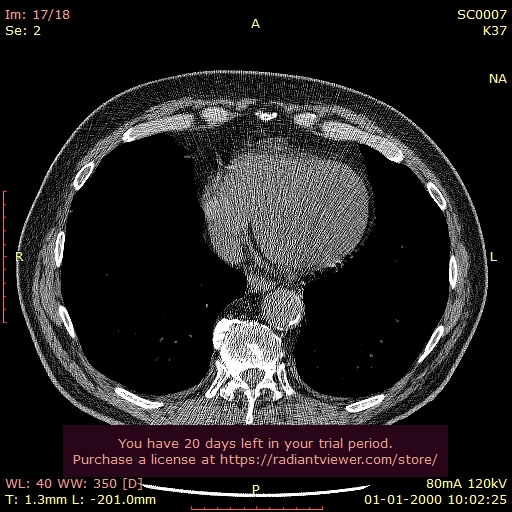 Im: 17/18
Se: 2
A
SC0007
K37
NA
R
L
You have 20 days left in your trial period.
Purchase a license at https://radiantviewer.com/store/
WL: 40 WW: 350 [D]
T: 1.3mm L: -201.0mm
P
80mA 120kV
01-01-2000 10:02:25